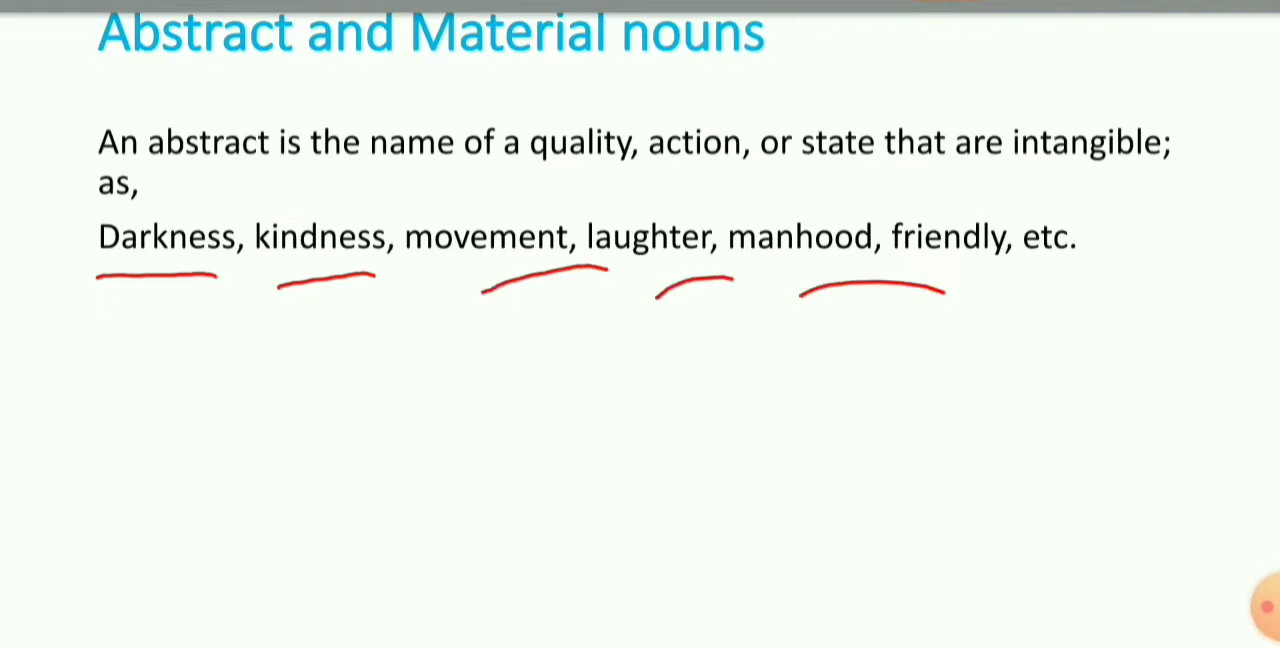 Abstract and Material nouns
An abstract is the name of a quality, action, or state that are intangible;
as,
Darkness, kindness, movement, laughter, manhood, friendly, etc.